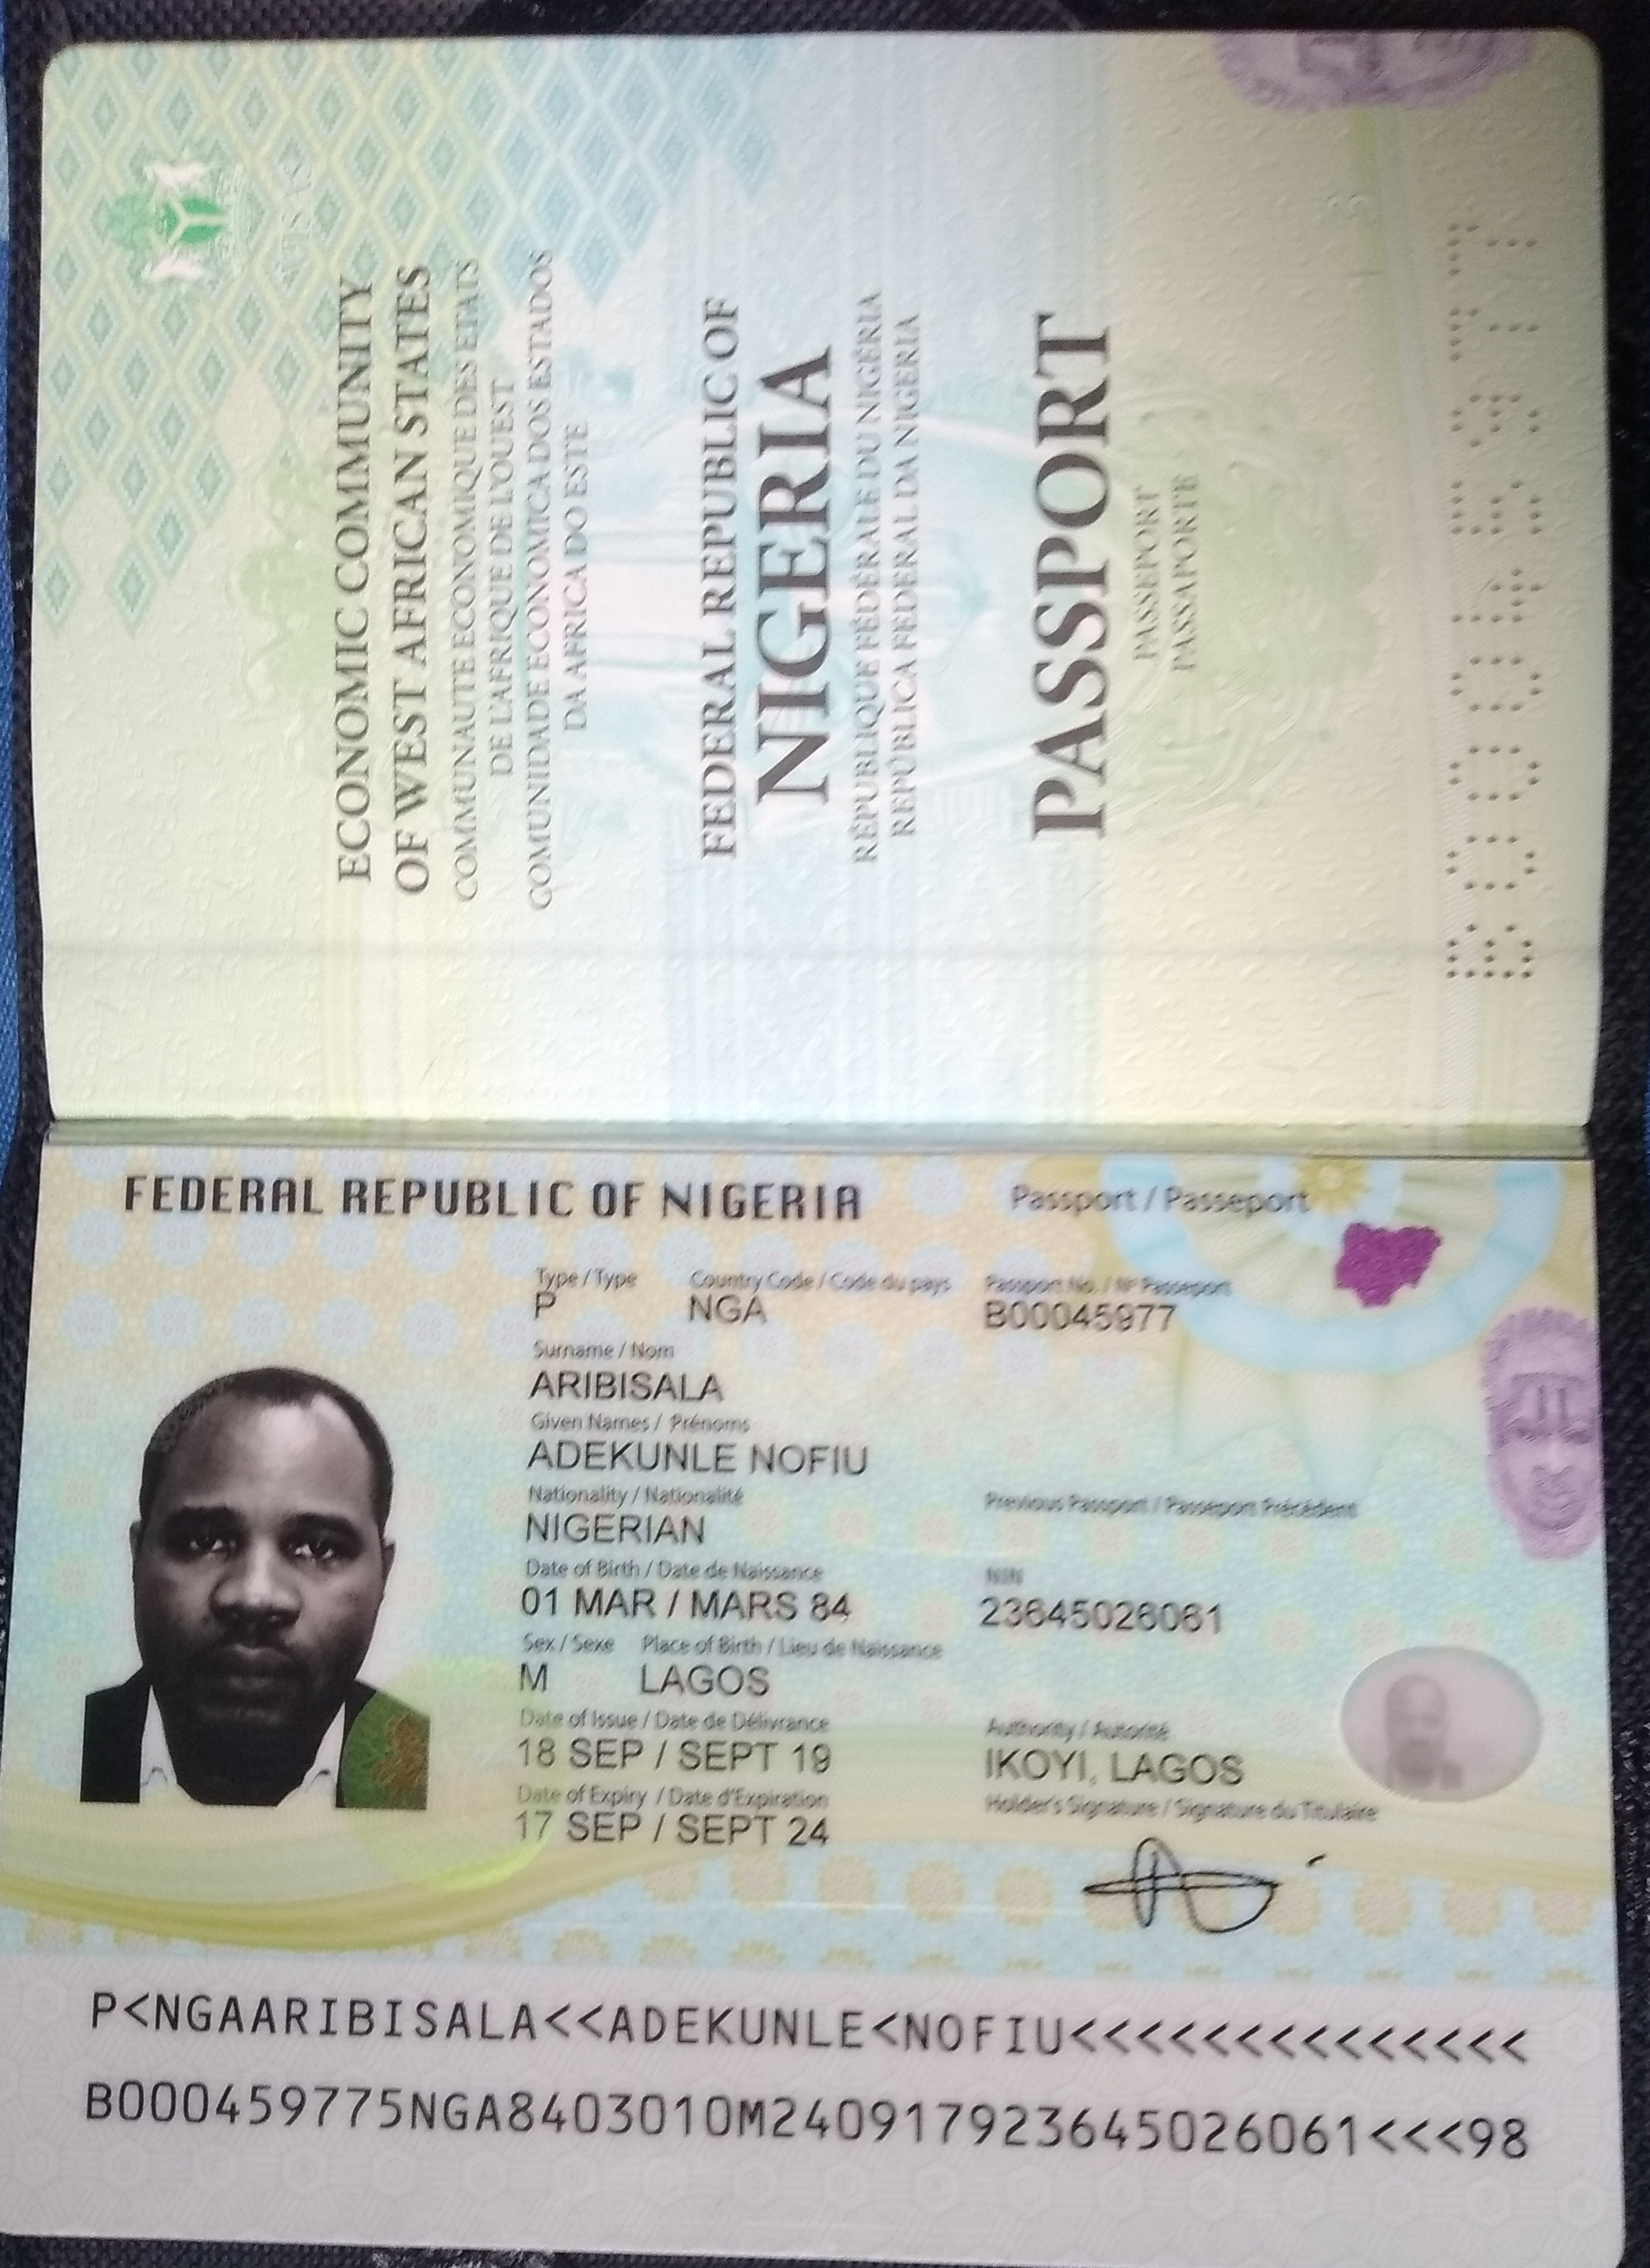 ECONOMIC COMMUNITY
OF WEST AFRICAN STATES
COMMUNAUTE ECONOMIQUE DES ETATS
DE L'AFRIQUE DE L'OUEST
COMUNIDADE ECONOMICA DOS ESTADOS
DA AFRICA DO ESTE
FEDERAL REPUBLIC OF
NIGERIA
RÉPUBLIQUE FÉDÉRALE DU NIGÉRIA
REPÚBLICA FEDERAL DA NIGERIA
PASSPORT
PASSEPORT
PASSAPORTE
B00045977
FEDERAL REPUBLIC OF NIGERIA
Passport / Passeport
Type / Type Country Code / Code du pays Passport No. / Nº Passeport
P NGA B00045977
Surname / Nom
ARIBISALA
Given Names / Prénoms
ADEKUNLE NOFIU
Nationality / Nationalité Previous Passport / Passeport Précédent
NIGERIAN
Date of Birth / Date de Naissance NIN
01 MAR / MARS 84 23645026061
Sex / Sexe Place of Birth / Lieu de Naissance
M LAGOS
Date of Issue / Date de Délivrance Authority / Autorité
18 SEP / SEPT 19 IKOYI, LAGOS
Date of Expiry / Date d'Expiration Holder's Signature / Signature du Titulaire
17 SEP / SEPT 24
P<NGAARIBISALA<<ADEKUNLE<NOFIU<<<<<<<<<<<<<<
B000459775NGA8403010M240917923645026061<<<98